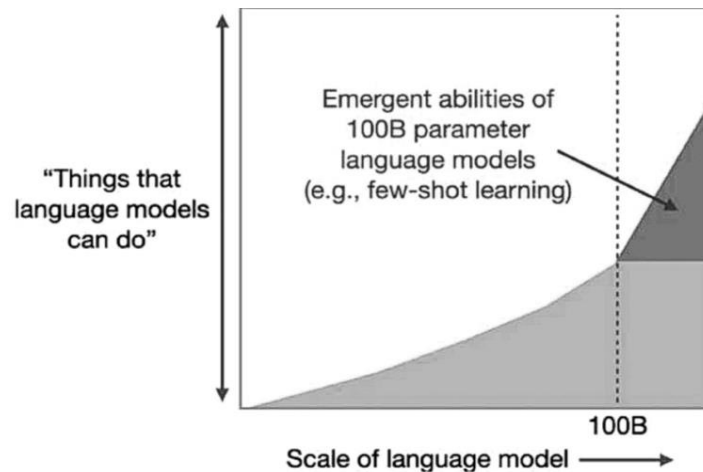 Emergent abilities of
100B parameter
language models
(e.g., few-shot learning)
“Things that
language models
can do”
100B
Scale of language model